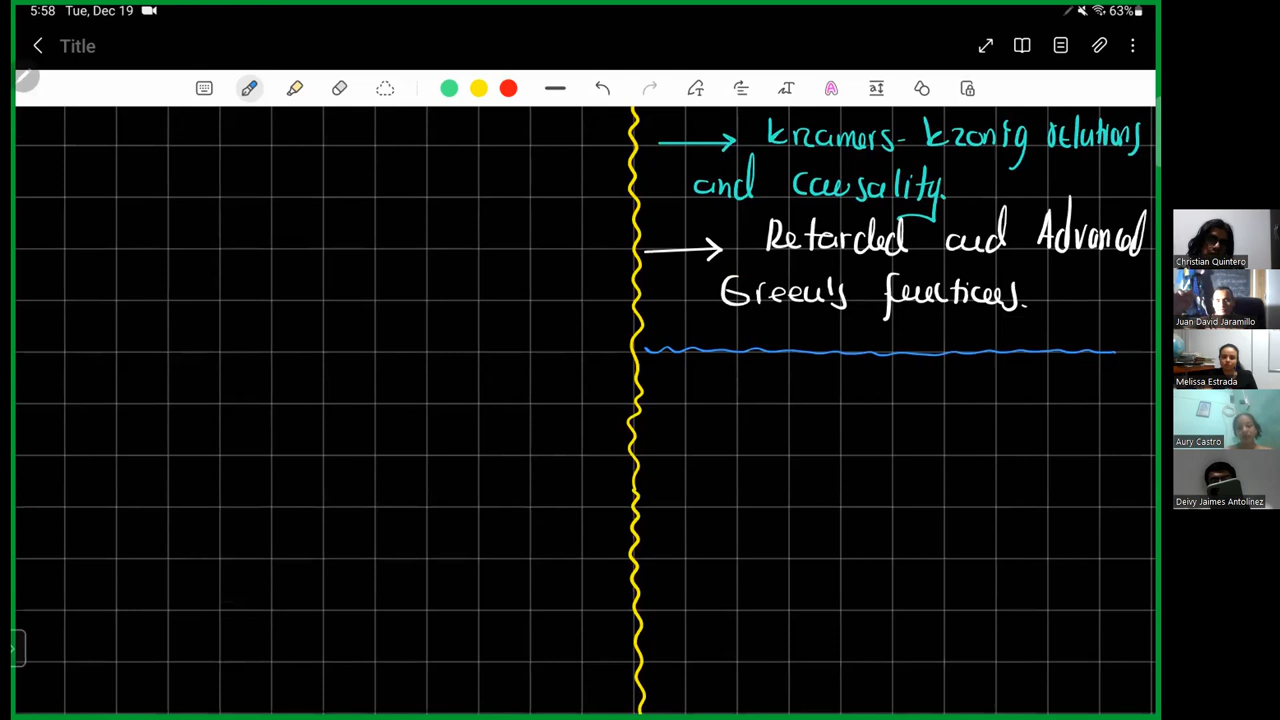 5:58 Tue, Dec 19
63%
Title
→ Kramers-Kronig relations
and Causality.
→ Retarded and Advanced
Green's functions.
Christian Quintero
Juan David Jaramillo
Melissa Estrada
Aury Castro
Deivy Jaimes Antolinez